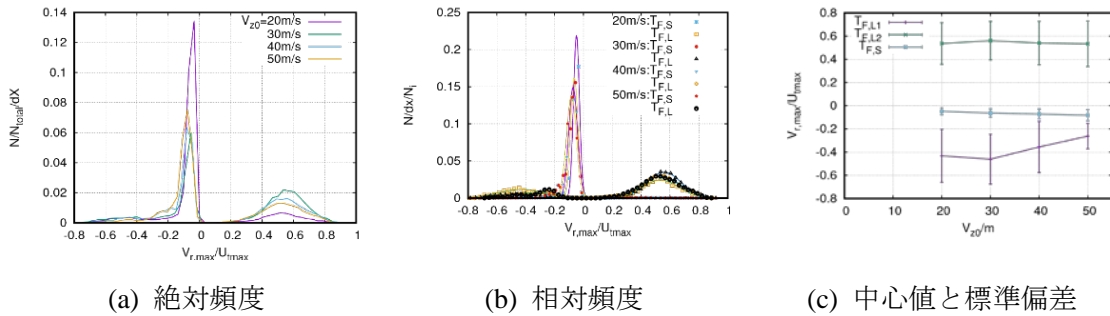 0.14
0.12
0.1
0.08
0.06
0.04
0.02
0
N/N_total/dX
V_z0=20m/s
30m/s
40m/s
50m/s
-0.8 -0.6 -0.4 -0.2 0 0.2 0.4 0.6 0.8 1
V_r,max/U_tmax
(a) 絶対頻度
0.25
0.2
0.15
0.1
0.05
0
N/dx/N_i
20m/s:T_F,S
T_F,L
30m/s:T_F,S
T_F,L
40m/s:T_F,S
T_F,L
50m/s:T_F,S
T_F,L
-0.8 -0.6 -0.4 -0.2 0 0.2 0.4 0.6 0.8 1
V_r,max/U_tmax
(b) 相対頻度
0.8
0.6
0.4
0.2
0
-0.2
-0.4
-0.6
-0.8
V_r,max/U_tmax
T_F,L1
T_F,L2
T_F,S
0 10 20 30 40 50
V_z0/m
(c) 中心値と標準偏差